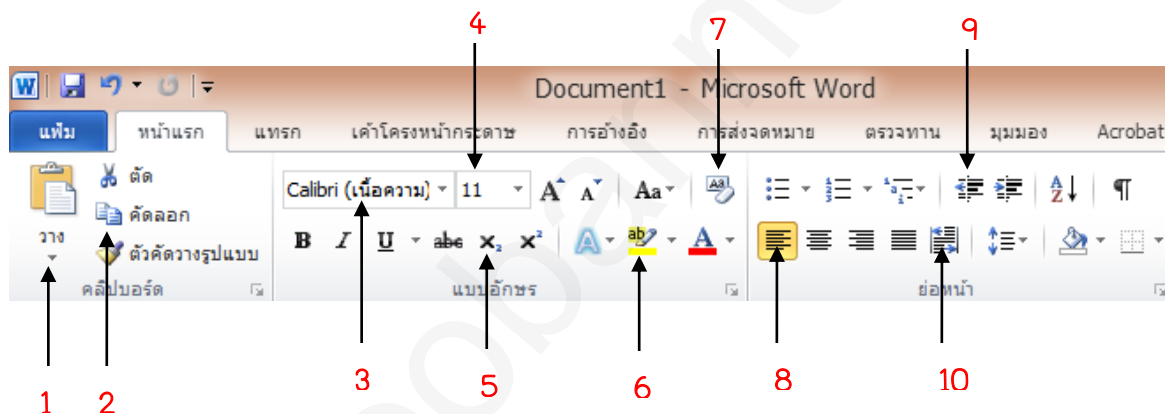 4 7 9
Document1 - Microsoft Word
แฟ้ม หน้าแรก แทรก เค้าโครงหน้ากระดาษ การอ้างอิง การส่งจดหมาย ตรวจทาน มุมมอง Acrobat
ตัด
Calibri (เนื้อความ) 11 A A Aa
คัดลอก
วาง B I U abc x₂ x² A ab A
ตัวคัดวางรูปแบบ
คลิปบอร์ด แบบอักษร ย่อหน้า
3 5 6 8 10
1 2